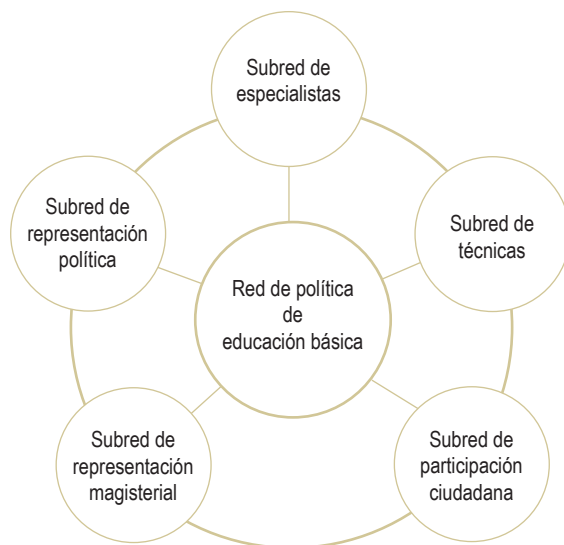 Subred de
especialistas
Subred de
representación
política
Subred de
técnicas
Red de política
de
educación básica
Subred de
representación
magisterial
Subred de
participación
ciudadana